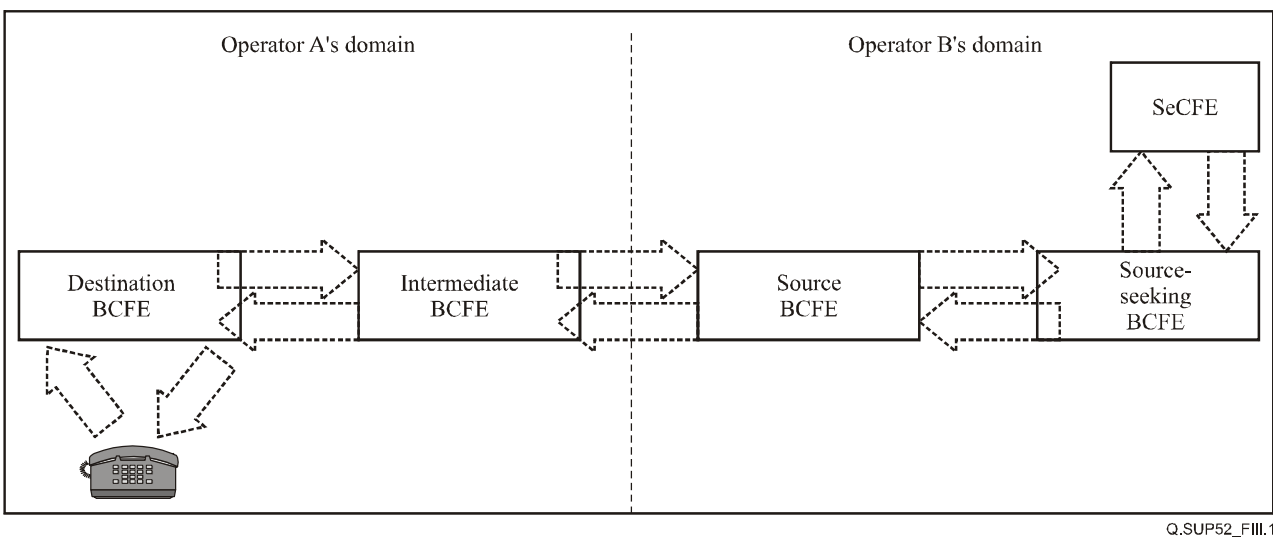 Operator A's domain
Operator B's domain
SeCFE
Destination
BCFE
Intermediate
BCFE
Source
BCFE
Source-
seeking
BCFE
Q.SUP52_FIII.1